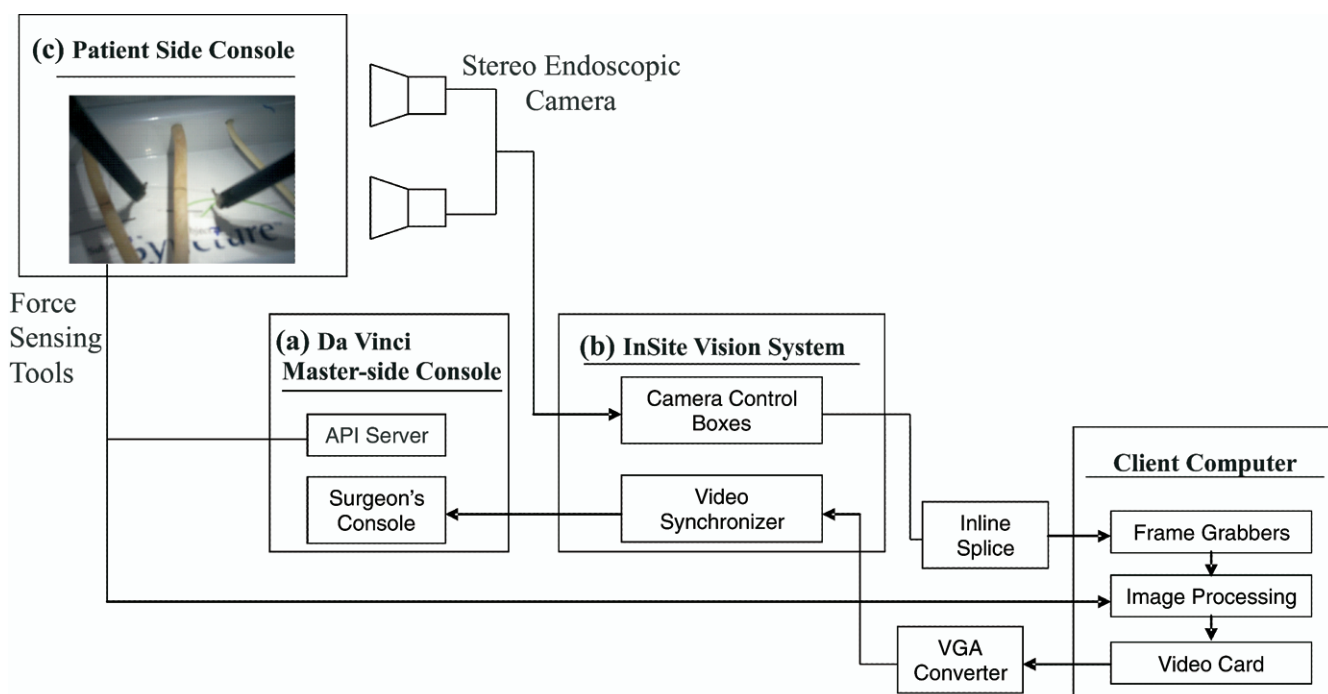 (c) Patient Side Console
Stereo Endoscopic
Camera
Syncture™
Force
Sensing
Tools
(a) Da Vinci
Master-side Console
API Server
Surgeon's
Console
(b) InSite Vision System
Camera Control
Boxes
Video
Synchronizer
Inline
Splice
VGA
Converter
Client Computer
Frame Grabbers
Image Processing
Video Card